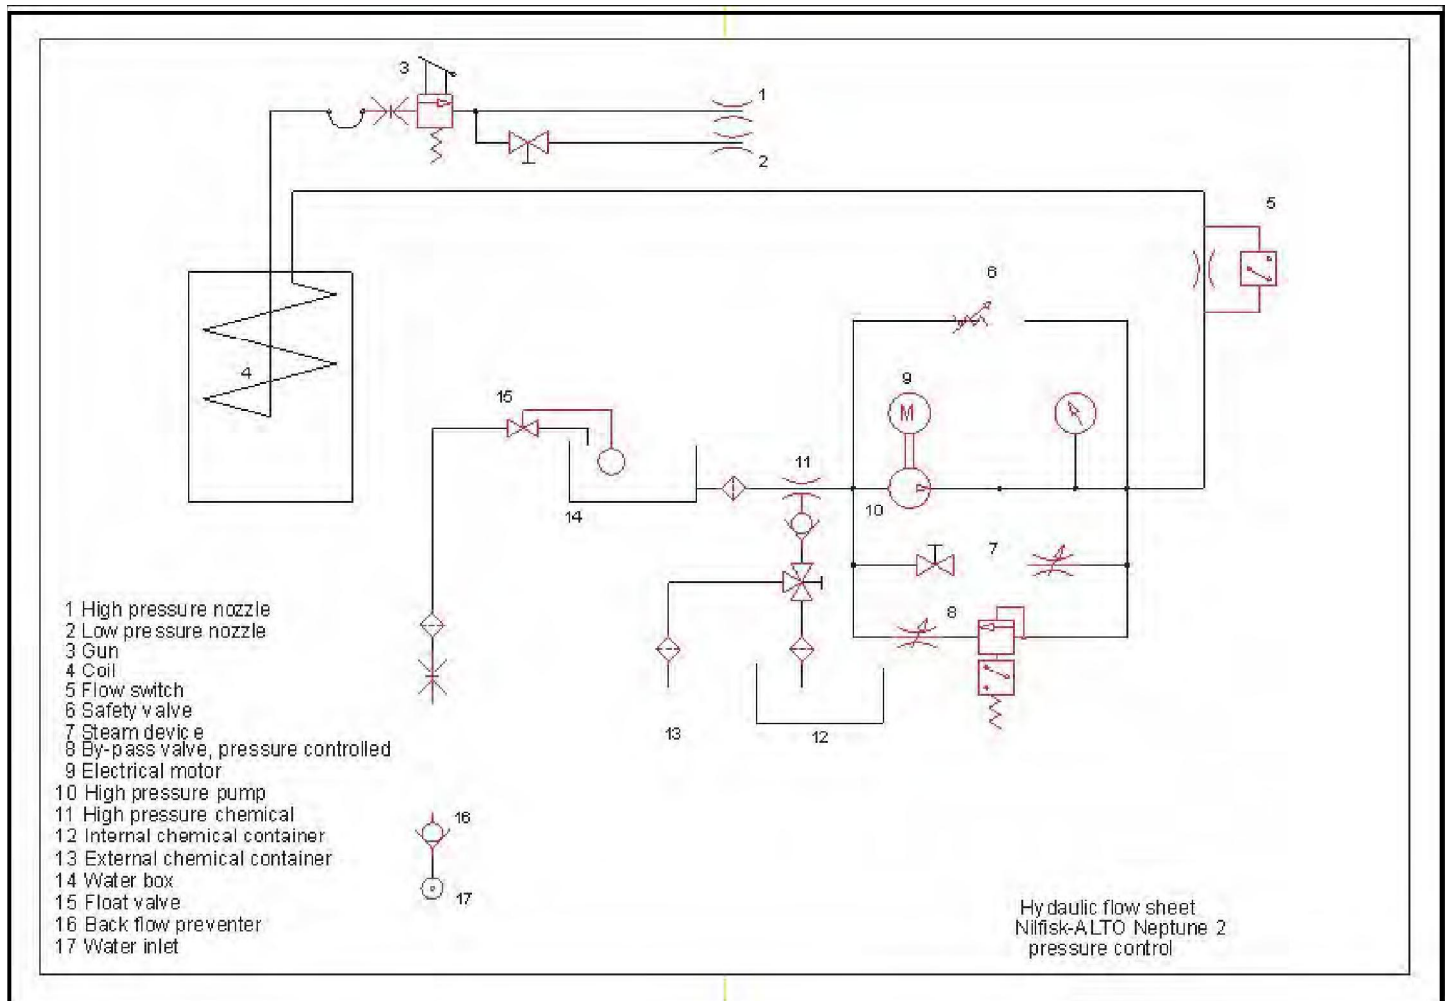 3
1
2
5
6
4
9
15
11
10
14
7
8
13
12
1 High pressure nozzle
2 Low pressure nozzle
3 Gun
4 Coil
5 Flow switch
6 Safety valve
7 Steam device
8 By-pass valve, pressure controlled
9 Electrical motor
10 High pressure pump
11 High pressure chemical
12 Internal chemical container
13 External chemical container
14 Water box
15 Float valve
16 Back flow preventer
17 Water inlet
M
16
17
Hydaulic flow sheet
Nilfisk-ALTO Neptune 2
pressure control